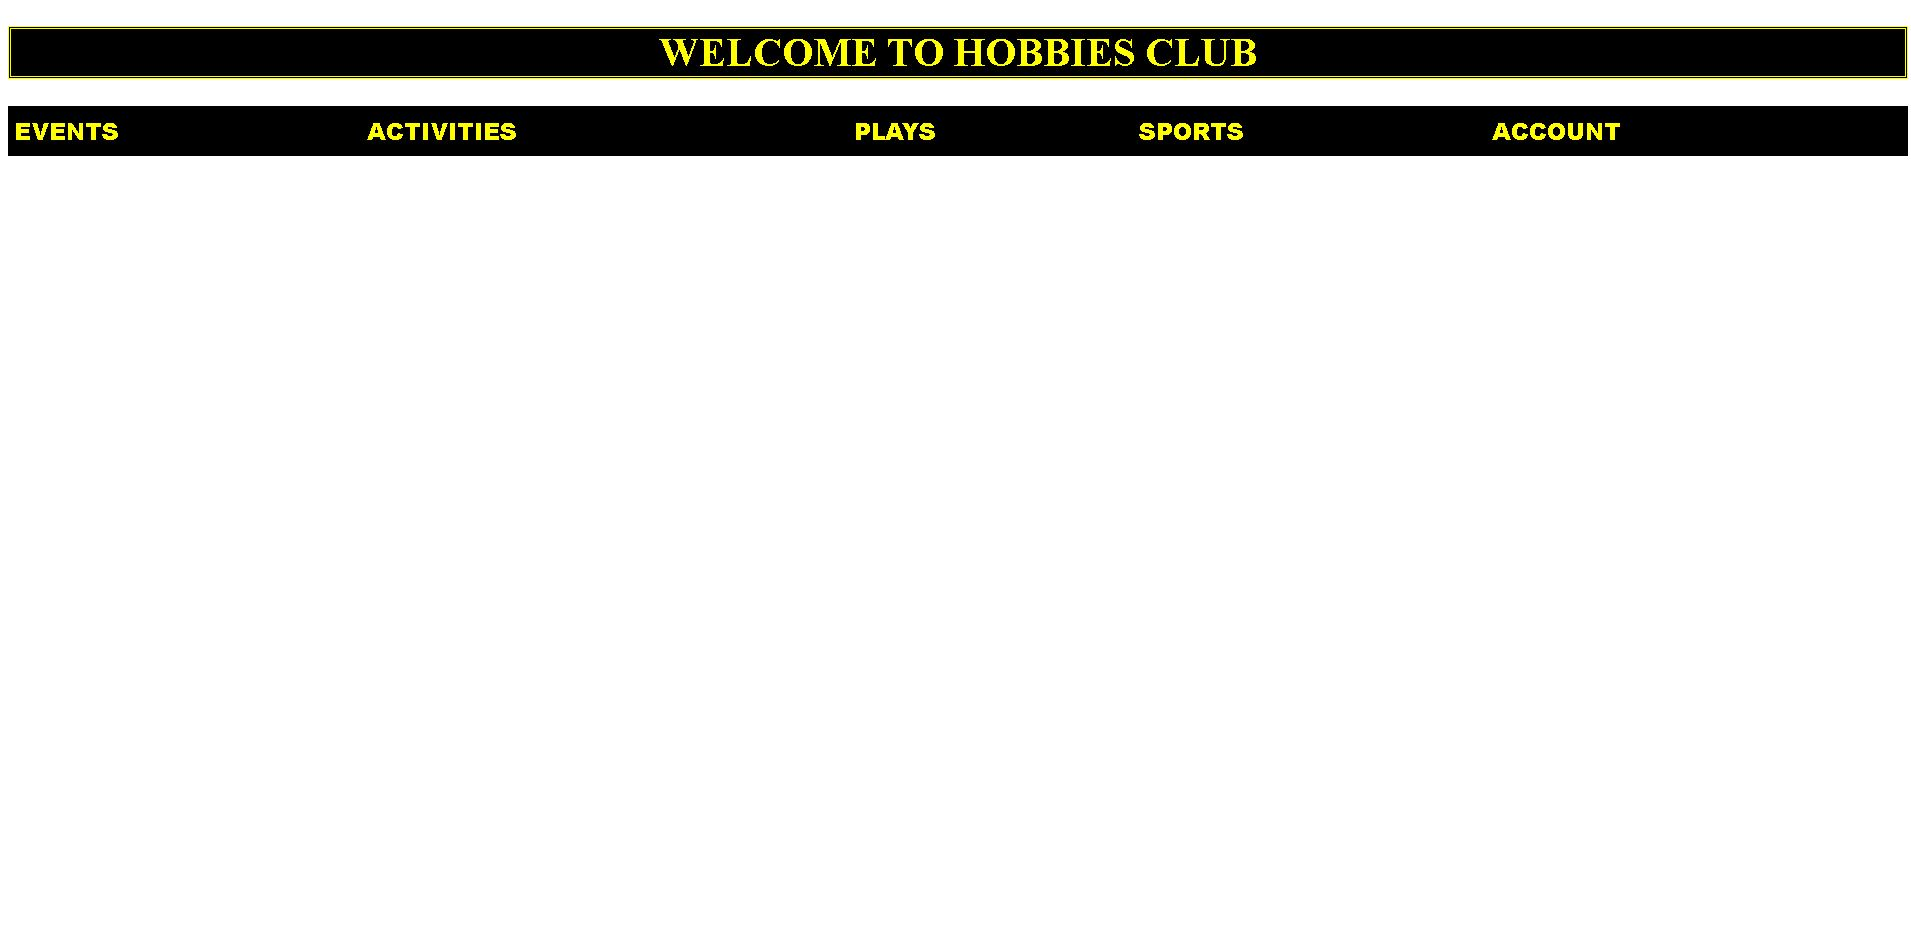 WELCOME TO HOBBIES CLUB
EVENTS ACTIVITIES PLAYS SPORTS ACCOUNT